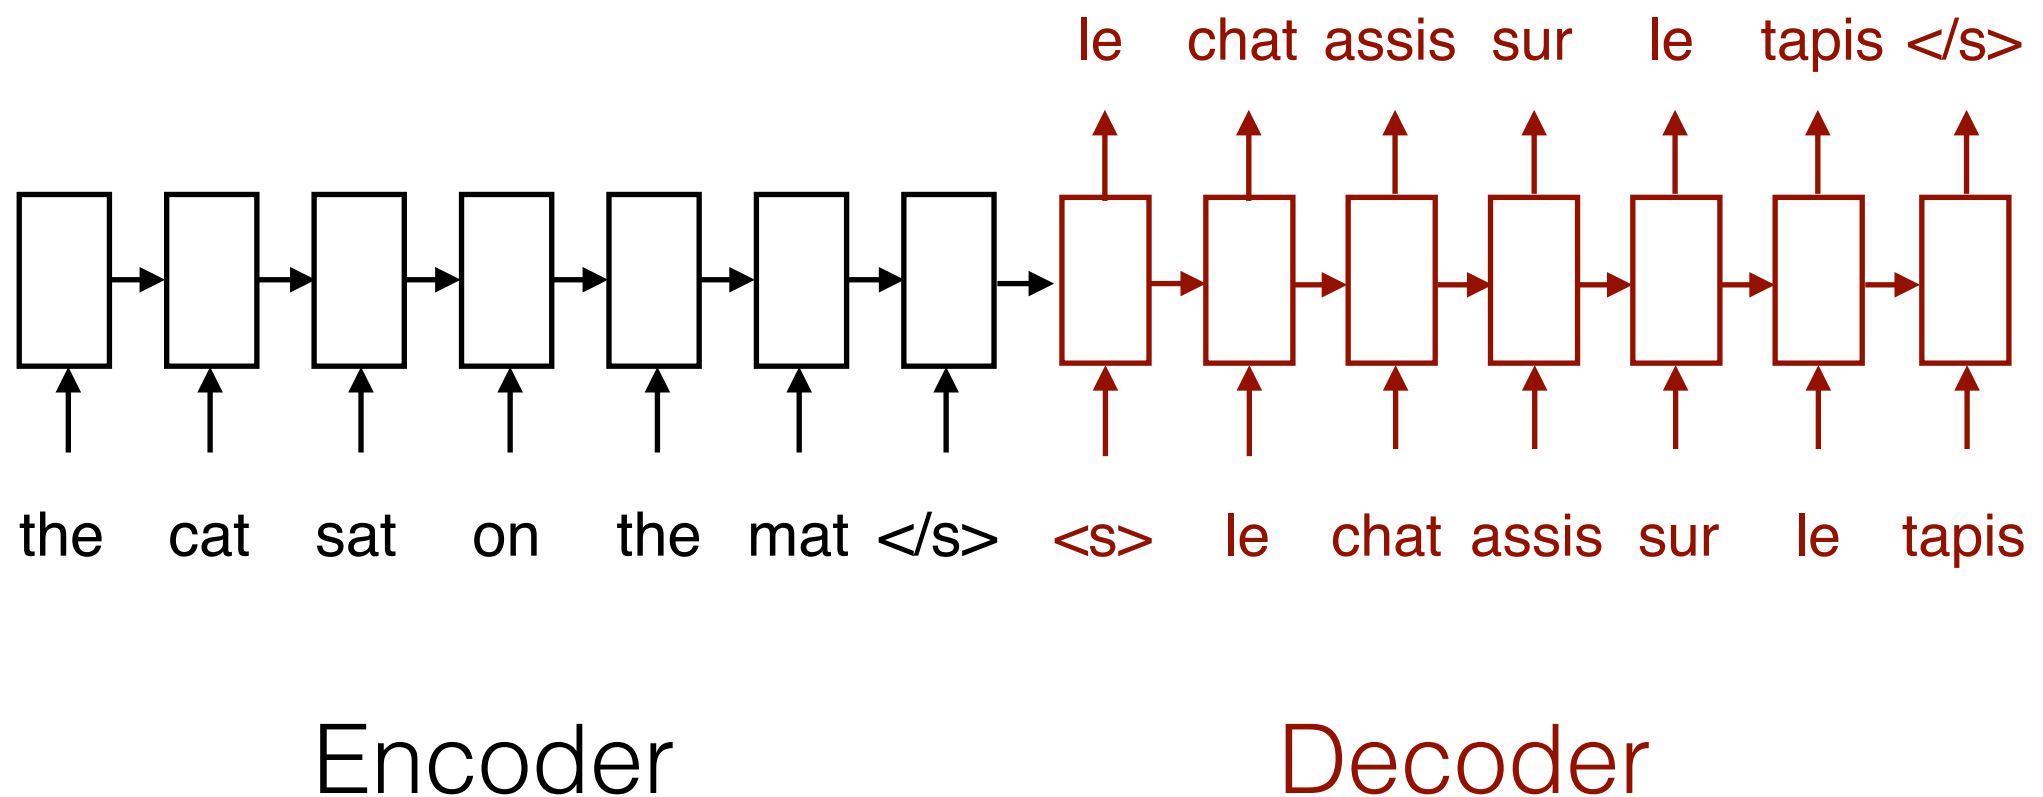 le chat assis sur le tapis </s>
the cat sat on the mat </s> <s> le chat assis sur le tapis
Encoder Decoder